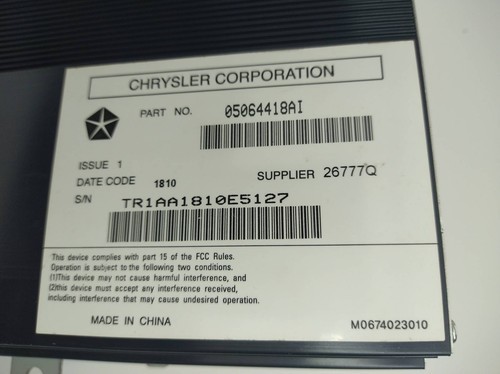 CHRYSLER CORPORATION
PART NO. 05064418AI
ISSUE 1
DATE CODE 1810
SUPPLIER 26777Q
S/N TR1AA1810E5127
This device complies with part 15 of the FCC Rules.
Operation is subject to the following two conditions.
(1)This device may not cause harmful interference, and
(2)this device must accept any interference received,
including interference that may cause undesired operation.
MADE IN CHINA
M0674023010